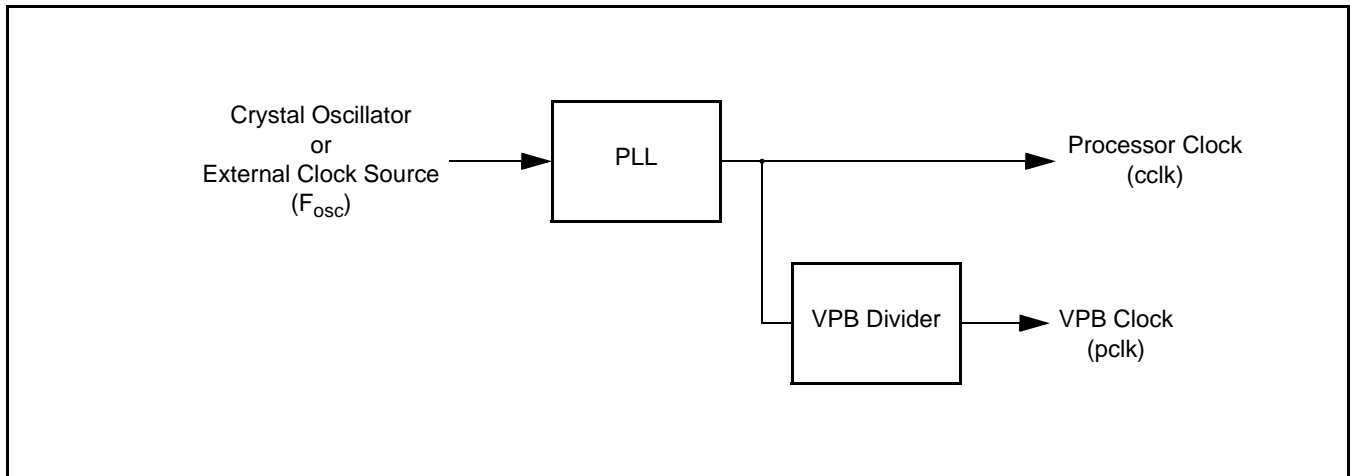 Crystal Oscillator
or
External Clock Source
(Fosc)
PLL
Processor Clock
(cclk)
VPB Divider
VPB Clock
(pclk)